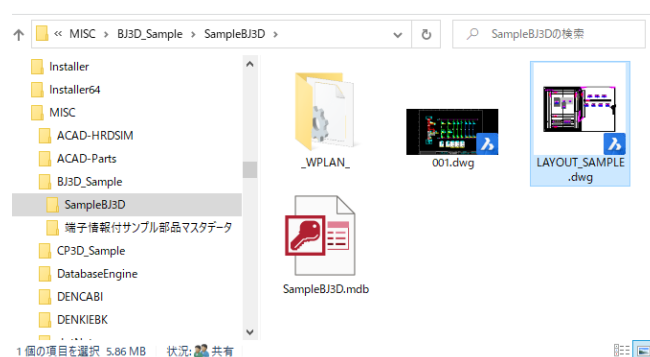 « MISC > BJ3D_Sample > SampleBJ3D >
SampleBJ3Dの検索
Installer
Installer64
MISC
ACAD-HRDSIM
ACAD-Parts
BJ3D_Sample
SampleBJ3D
端子情報付サンプル部品マスタデータ
CP3D_Sample
DatabaseEngine
DENCABI
DENKIEBK
_WPLAN_
001.dwg
LAYOUT_SAMPLE
.dwg
SampleBJ3D.mdb
1 個の項目を選択 5.86 MB 状況: 共有